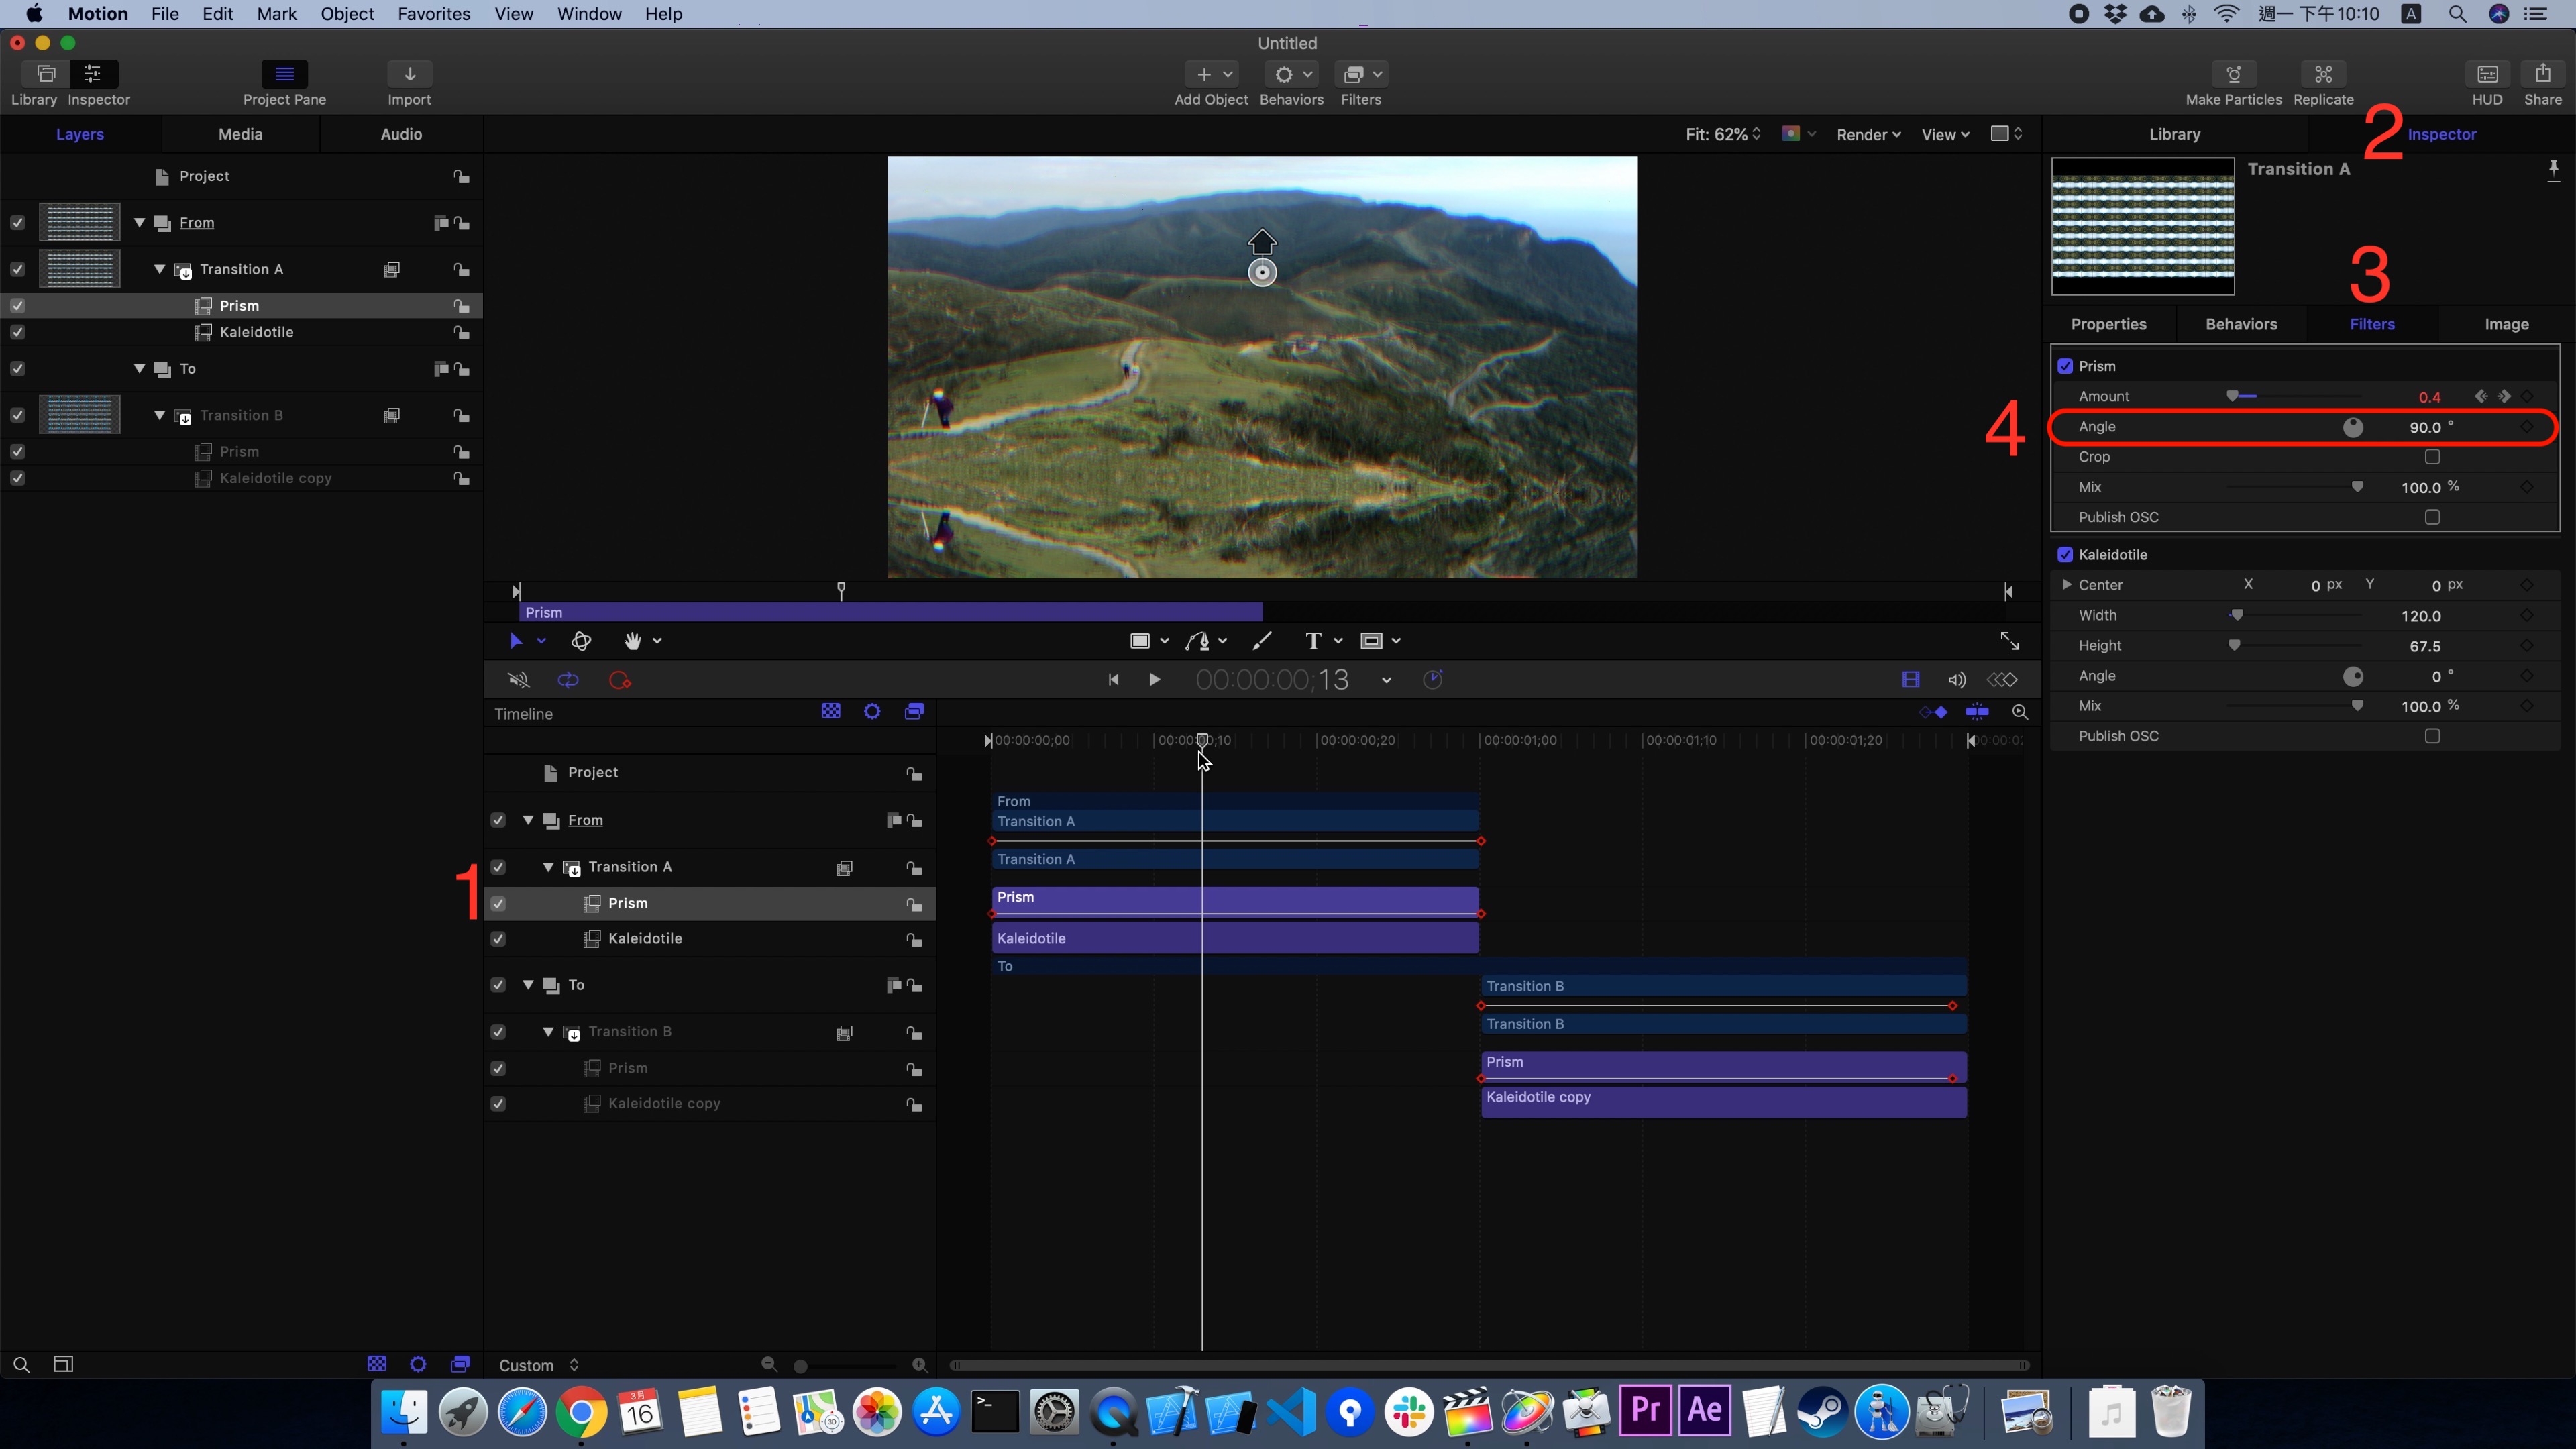 Motion File Edit Mark Object Favorites View Window Help
週一 下午10:10 A
Untitled
Library Inspector Project Pane Import Add Object Behaviors Filters Make Particles Replicate HUD Share
Layers Media Audio
Fit: 62% Render View
Library 2 Inspector
Project
From
Transition A
Prism
Kaleidotile
To
Transition B
Prism
Kaleidotile copy
Transition A
3
Properties Behaviors Filters Image
Prism
Amount 0.4
4 Angle 90.0 °
Crop
Mix 100.0 %
Publish OSC
Kaleidotile
Center X 0 px Y 0 px
Width 120.0
Height 67.5
Angle 0 °
Mix 100.0 %
Publish OSC
Prism
T
00:00:00;13
Timeline
00:00:00;00 00:00:00;10 00:00:00;20 00:00:01;00 00:00:01;10 00:00:01;20
Project
From
Transition A
1 Prism
Kaleidotile
To
Transition B
Prism
Kaleidotile copy
From
Transition A
Transition A
Prism
Kaleidotile
To
Transition B
Transition B
Prism
Kaleidotile copy
Custom
3月
16
3D
Pr Ae